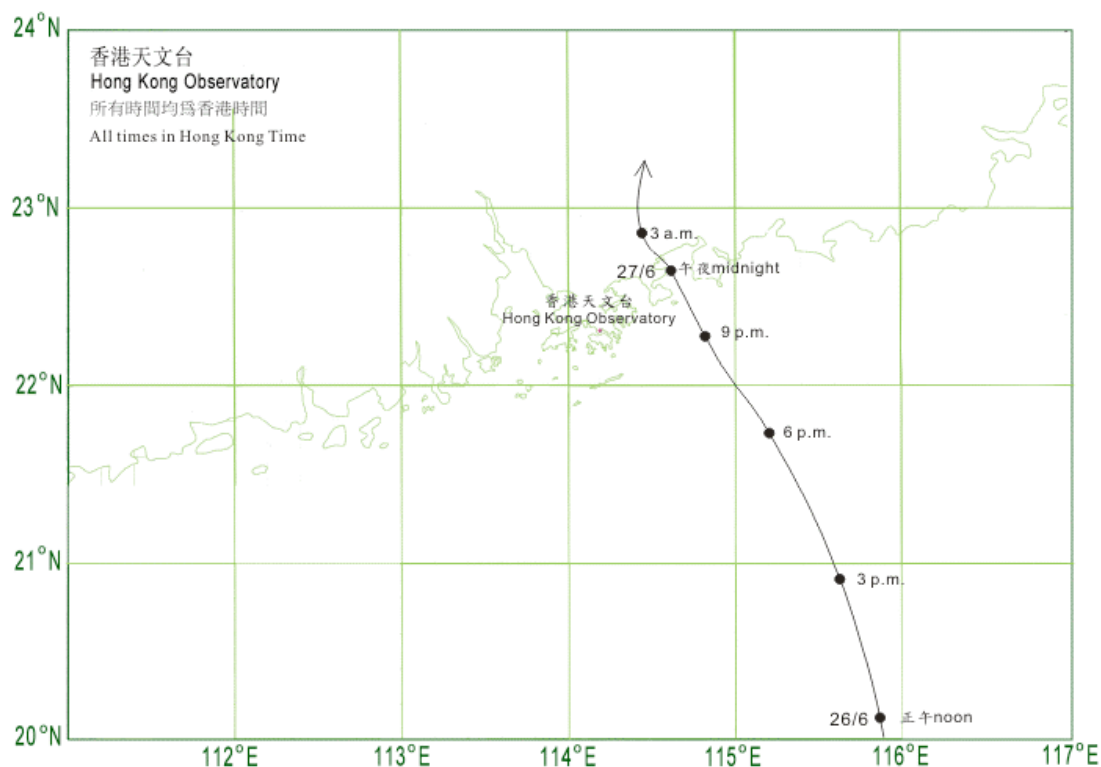 24°N
香港天文台
Hong Kong Observatory
所有時間均爲香港時間
All times in Hong Kong Time
23°N
3 a.m.
27/6 午夜midnight
香港天文台
Hong Kong Observatory
9 p.m.
22°N
6 p.m.
21°N
3 p.m.
26/6 正午noon
20°N
112°E 113°E 114°E 115°E 116°E 117°E